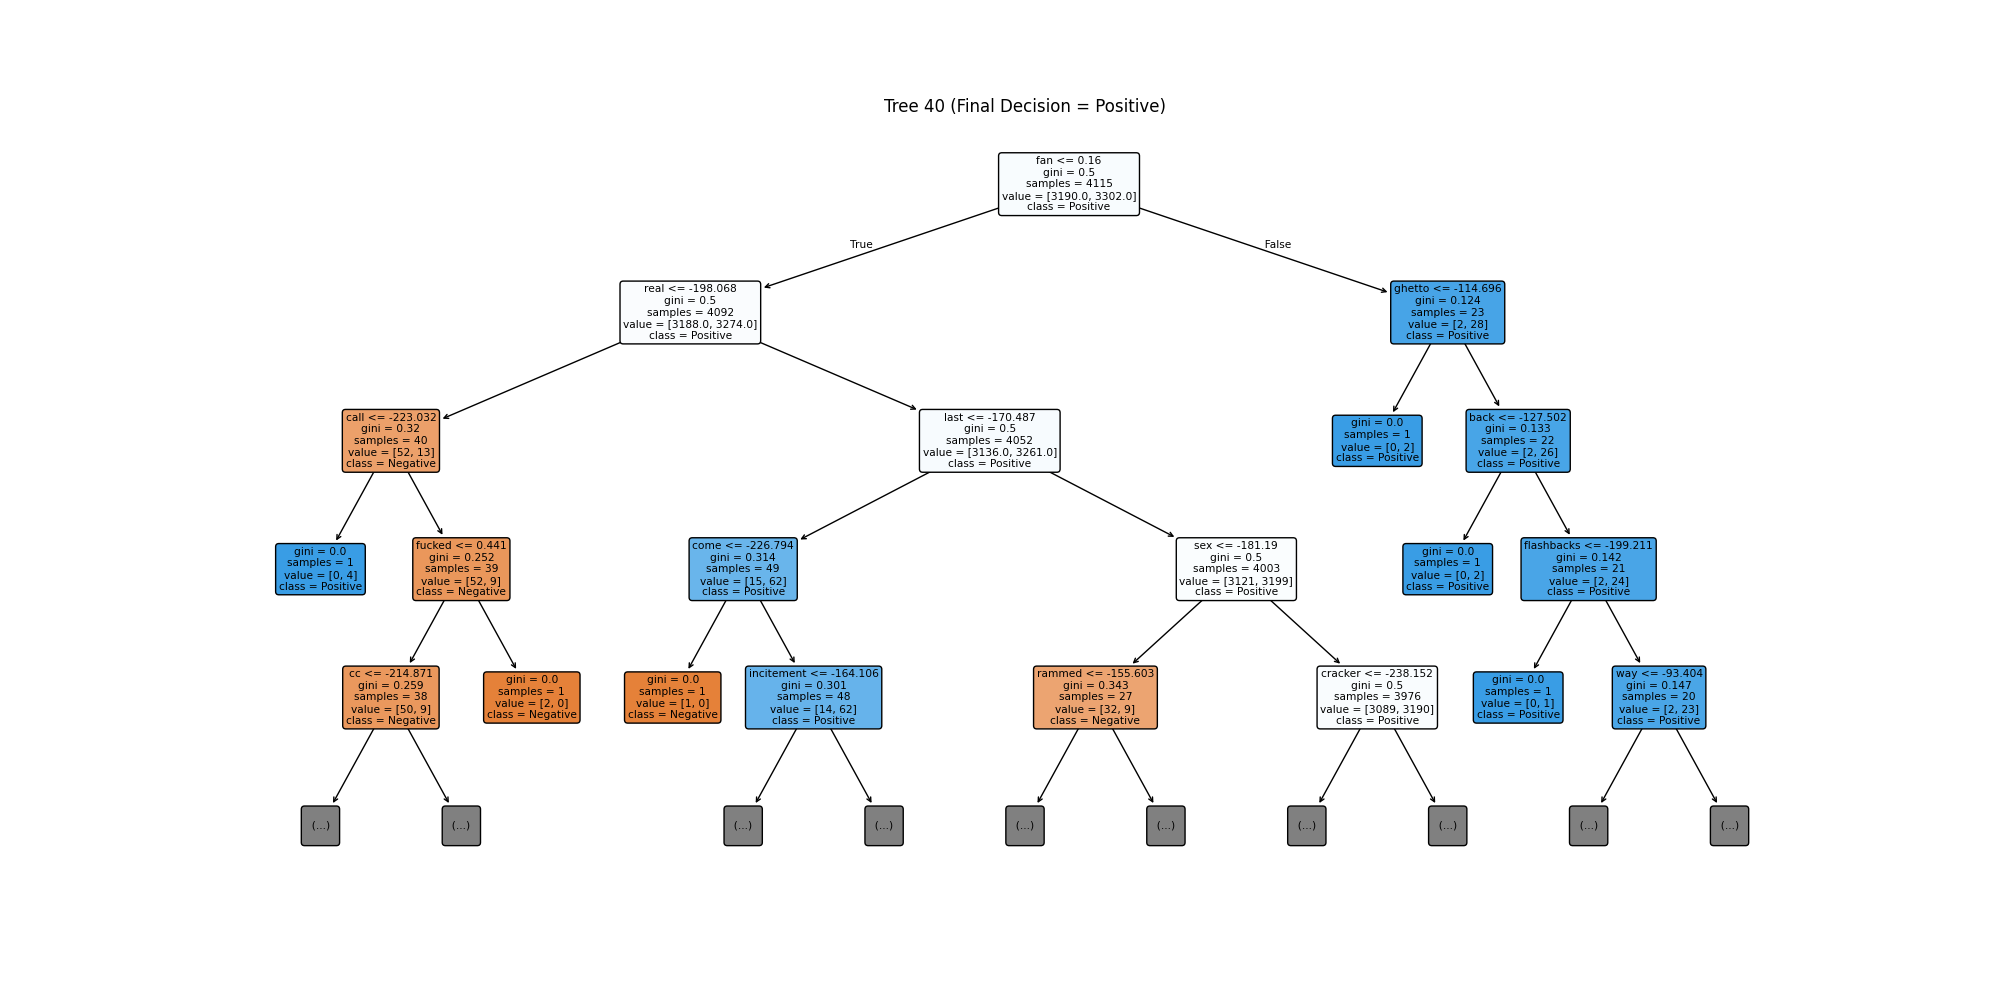 Tree 40 (Final Decision = Positive)
fan <= 0.16
gini = 0.5
samples = 4115
value = [3190.0, 3302.0]
class = Positive
True
False
real <= -198.068
gini = 0.5
samples = 4092
value = [3188.0, 3274.0]
class = Positive
ghetto <= -114.696
gini = 0.124
samples = 23
value = [2, 28]
class = Positive
call <= -223.032
gini = 0.32
samples = 40
value = [52, 13]
class = Negative
last <= -170.487
gini = 0.5
samples = 4052
value = [3136.0, 3261.0]
class = Positive
gini = 0.0
samples = 1
value = [0, 2]
class = Positive
back <= -127.502
gini = 0.133
samples = 22
value = [2, 26]
class = Positive
gini = 0.0
samples = 1
value = [0, 4]
class = Positive
fucked <= 0.441
gini = 0.252
samples = 39
value = [52, 9]
class = Negative
come <= -226.794
gini = 0.314
samples = 49
value = [15, 62]
class = Positive
sex <= -181.19
gini = 0.5
samples = 4003
value = [3121, 3199]
class = Positive
gini = 0.0
samples = 1
value = [0, 2]
class = Positive
flashbacks <= -199.211
gini = 0.142
samples = 21
value = [2, 24]
class = Positive
cc <= -214.871
gini = 0.259
samples = 38
value = [50, 9]
class = Negative
gini = 0.0
samples = 1
value = [2, 0]
class = Negative
gini = 0.0
samples = 1
value = [1, 0]
class = Negative
incitement <= -164.106
gini = 0.301
samples = 48
value = [14, 62]
class = Positive
rammed <= -155.603
gini = 0.343
samples = 27
value = [32, 9]
class = Negative
cracker <= -238.152
gini = 0.5
samples = 3976
value = [3089, 3190]
class = Positive
gini = 0.0
samples = 1
value = [0, 1]
class = Positive
way <= -93.404
gini = 0.147
samples = 20
value = [2, 23]
class = Positive
(...)
(...)
(...)
(...)
(...)
(...)
(...)
(...)
(...)
(...)